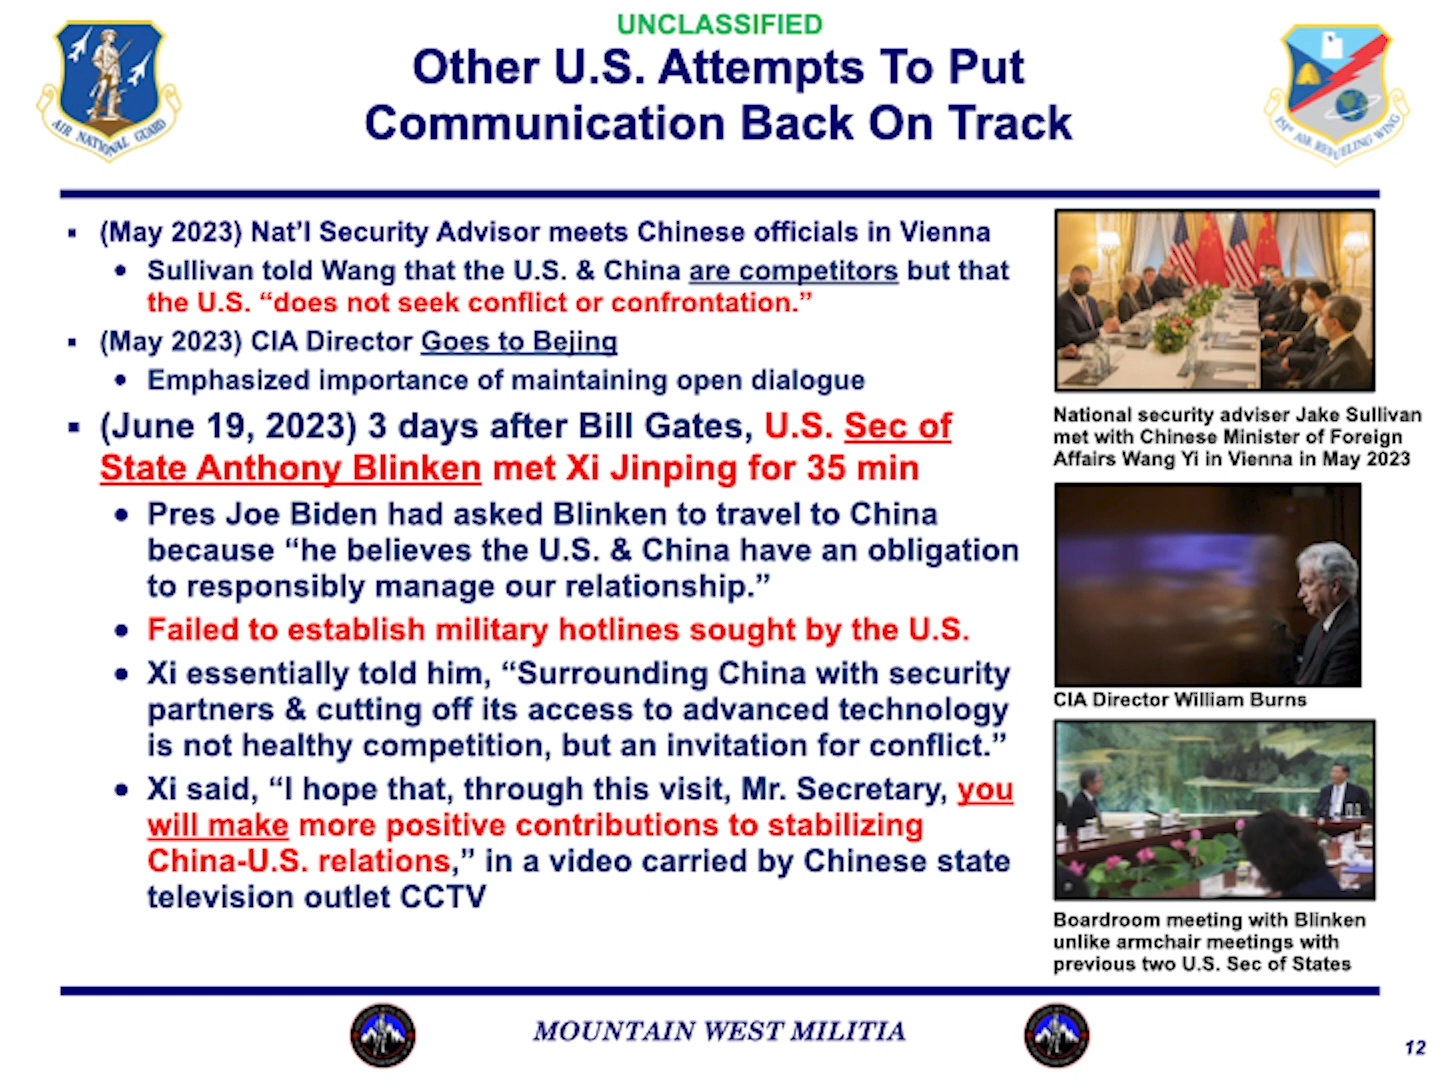 UNCLASSIFIED
Other U.S. Attempts To Put
Communication Back On Track
AIR NATIONAL GUARD
151ST AIR REFUELING WING
▪ (May 2023) Nat'l Security Advisor meets Chinese officials in Vienna
• Sullivan told Wang that the U.S. & China are competitors but that
the U.S. “does not seek conflict or confrontation.”
▪ (May 2023) CIA Director Goes to Bejing
• Emphasized importance of maintaining open dialogue
▪ (June 19, 2023) 3 days after Bill Gates, U.S. Sec of
State Anthony Blinken met Xi Jinping for 35 min
• Pres Joe Biden had asked Blinken to travel to China
because “he believes the U.S. & China have an obligation
to responsibly manage our relationship.”
• Failed to establish military hotlines sought by the U.S.
• Xi essentially told him, “Surrounding China with security
partners & cutting off its access to advanced technology
is not healthy competition, but an invitation for conflict.”
• Xi said, “I hope that, through this visit, Mr. Secretary, you
will make more positive contributions to stabilizing
China-U.S. relations,” in a video carried by Chinese state
television outlet CCTV
National security adviser Jake Sullivan
met with Chinese Minister of Foreign
Affairs Wang Yi in Vienna in May 2023
CIA Director William Burns
Boardroom meeting with Blinken
unlike armchair meetings with
previous two U.S. Sec of States
MOUNTAIN WEST MILITIA
12